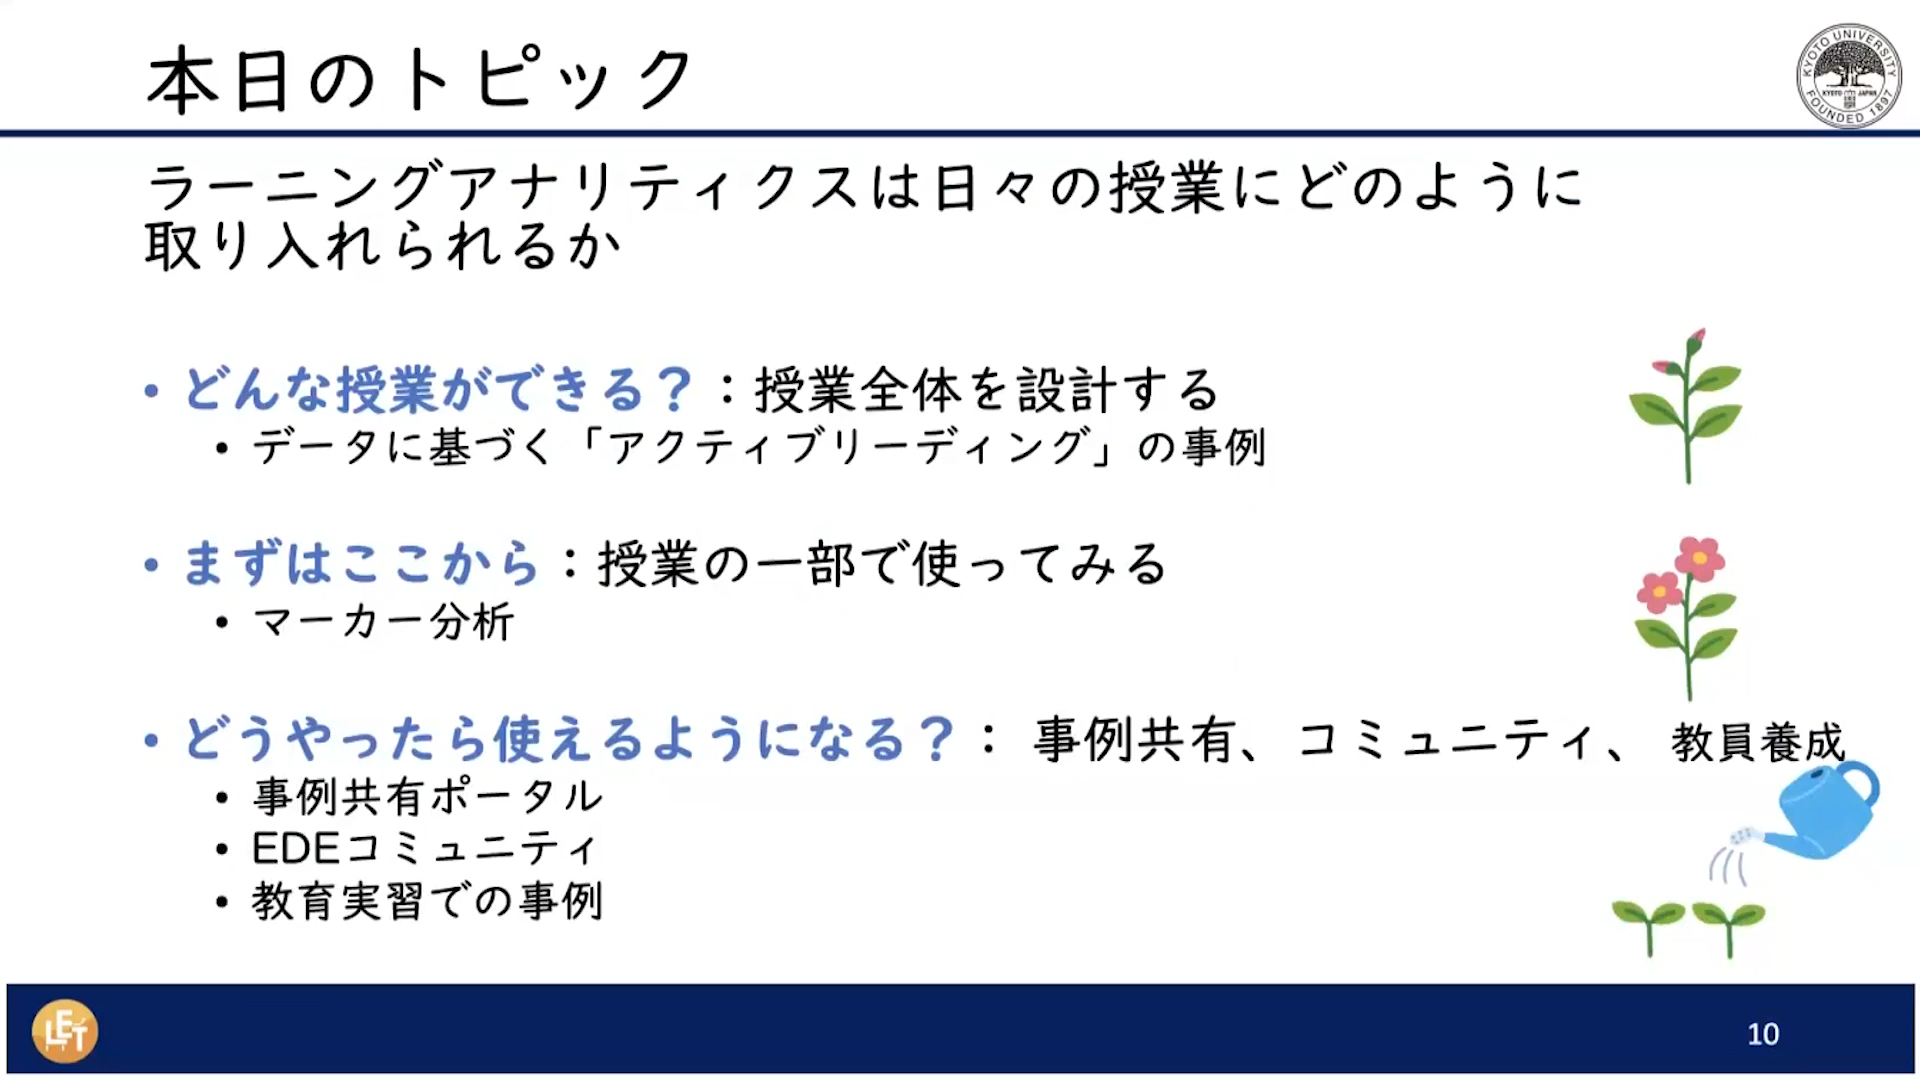 本日のトピック
KYOTO UNIVERSITY
KYOTO JAPAN
FOUNDED 1897
ラーニングアナリティクスは日々の授業にどのように
取り入れられるか
• どんな授業ができる？：授業全体を設計する
• データに基づく「アクティブリーディング」の事例
• まずはここから：授業の一部で使ってみる
• マーカー分析
• どうやったら使えるようになる？： 事例共有、コミュニティ、 教員養成
• 事例共有ポータル
• EDEコミュニティ
• 教育実習での事例
LET
10